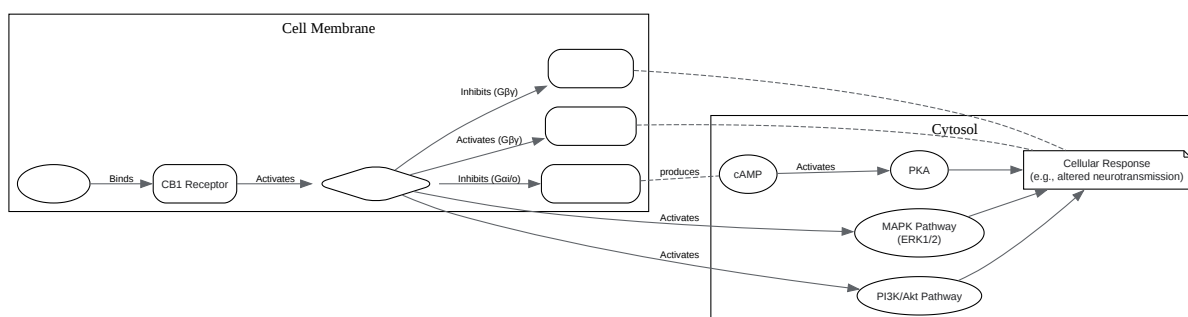 Cell Membrane
Inhibits (Gβγ)
Activates (Gβγ)
Binds
CB1 Receptor
Activates
Inhibits (Gαi/o)
produces
Activates
Activates
Cytosol
cAMP
Activates
PKA
Cellular Response
(e.g., altered neurotransmission)
MAPK Pathway
(ERK1/2)
PI3K/Akt Pathway